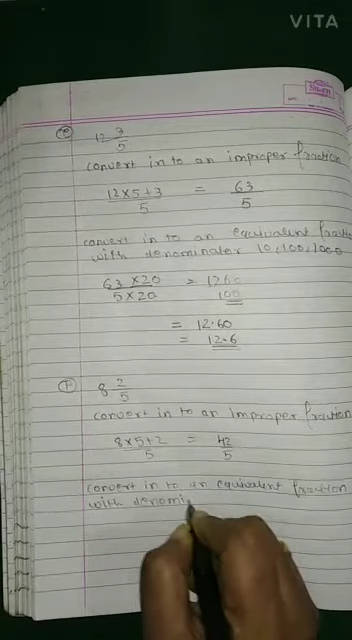 VITA
(e) 12 3/5
convert in to an improper fraction
12×5+3/5 = 63/5
convert in to an equivalent fracti
with denominator 10,100,1000
63 ×20/5×20 = 1260/100
= 12.60
= 12.6
(f) 8 2/5
convert in to an improper fraction
8×5+2/5 = 42/5
convert in to an equivalent fraction
with denomi